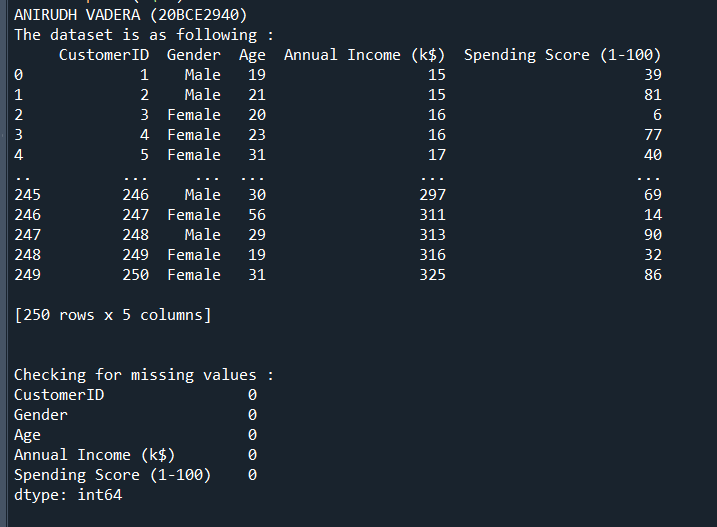 ANIRUDH VADERA (20BCE2940)
The dataset is as following :
     CustomerID  Gender  Age  Annual Income (k$)  Spending Score (1-100)
0             1    Male   19                  15                      39
1             2    Male   21                  15                      81
2             3  Female   20                  16                       6
3             4  Female   23                  16                      77
4             5  Female   31                  17                      40
..          ...     ...  ...                 ...                     ...
245         246    Male   30                 297                      69
246         247  Female   56                 311                      14
247         248    Male   29                 313                      90
248         249  Female   19                 316                      32
249         250  Female   31                 325                      86
[250 rows x 5 columns]
Checking for missing values :
CustomerID                0
Gender                    0
Age                       0
Annual Income (k$)        0
Spending Score (1-100)    0
dtype: int64